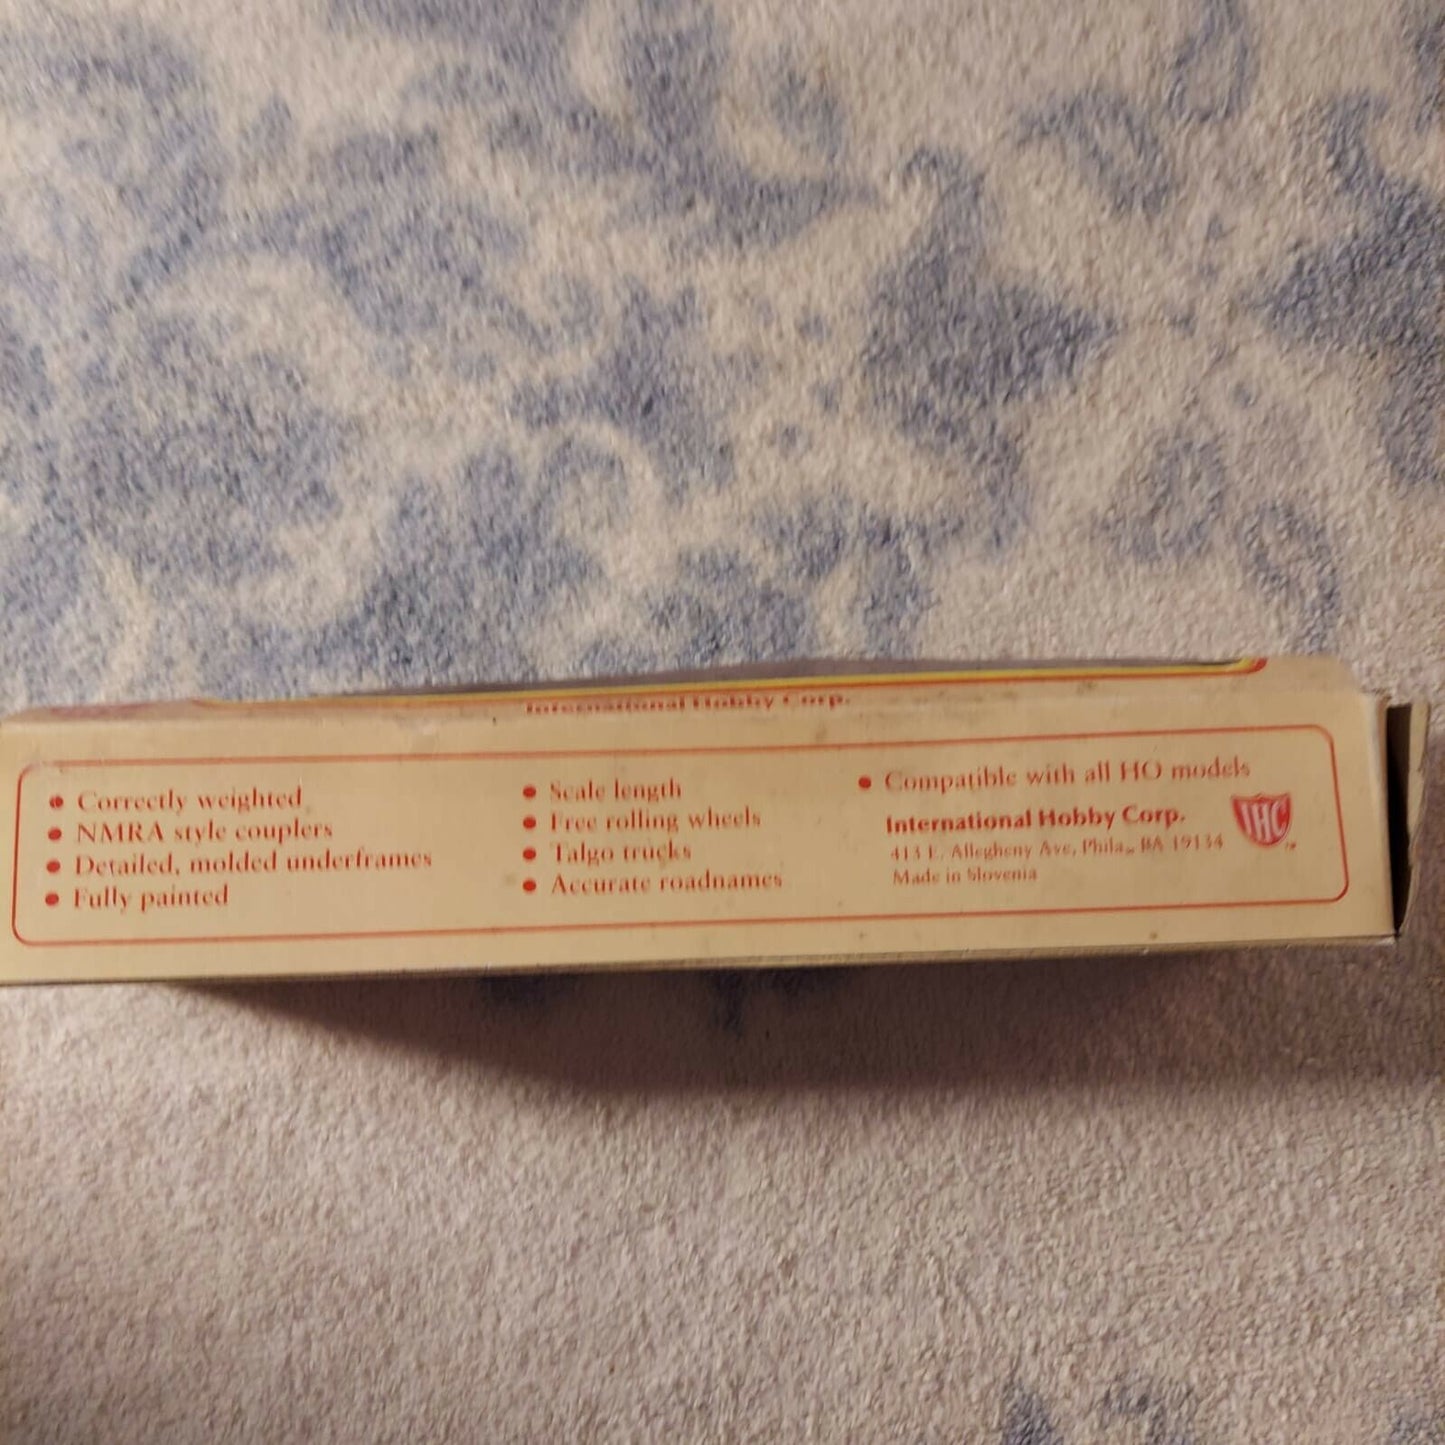 International Hobby Corp.
• Correctly weighted
• NMRA style couplers
• Detailed, molded underframes
• Fully painted
• Scale length
• Free rolling wheels
• Talgo trucks
• Accurate roadnames
• Compatible with all HO models
International Hobby Corp.
413 E. Allegheny Ave, Phila., PA 19134
Made in Slovenia
IHC
TM